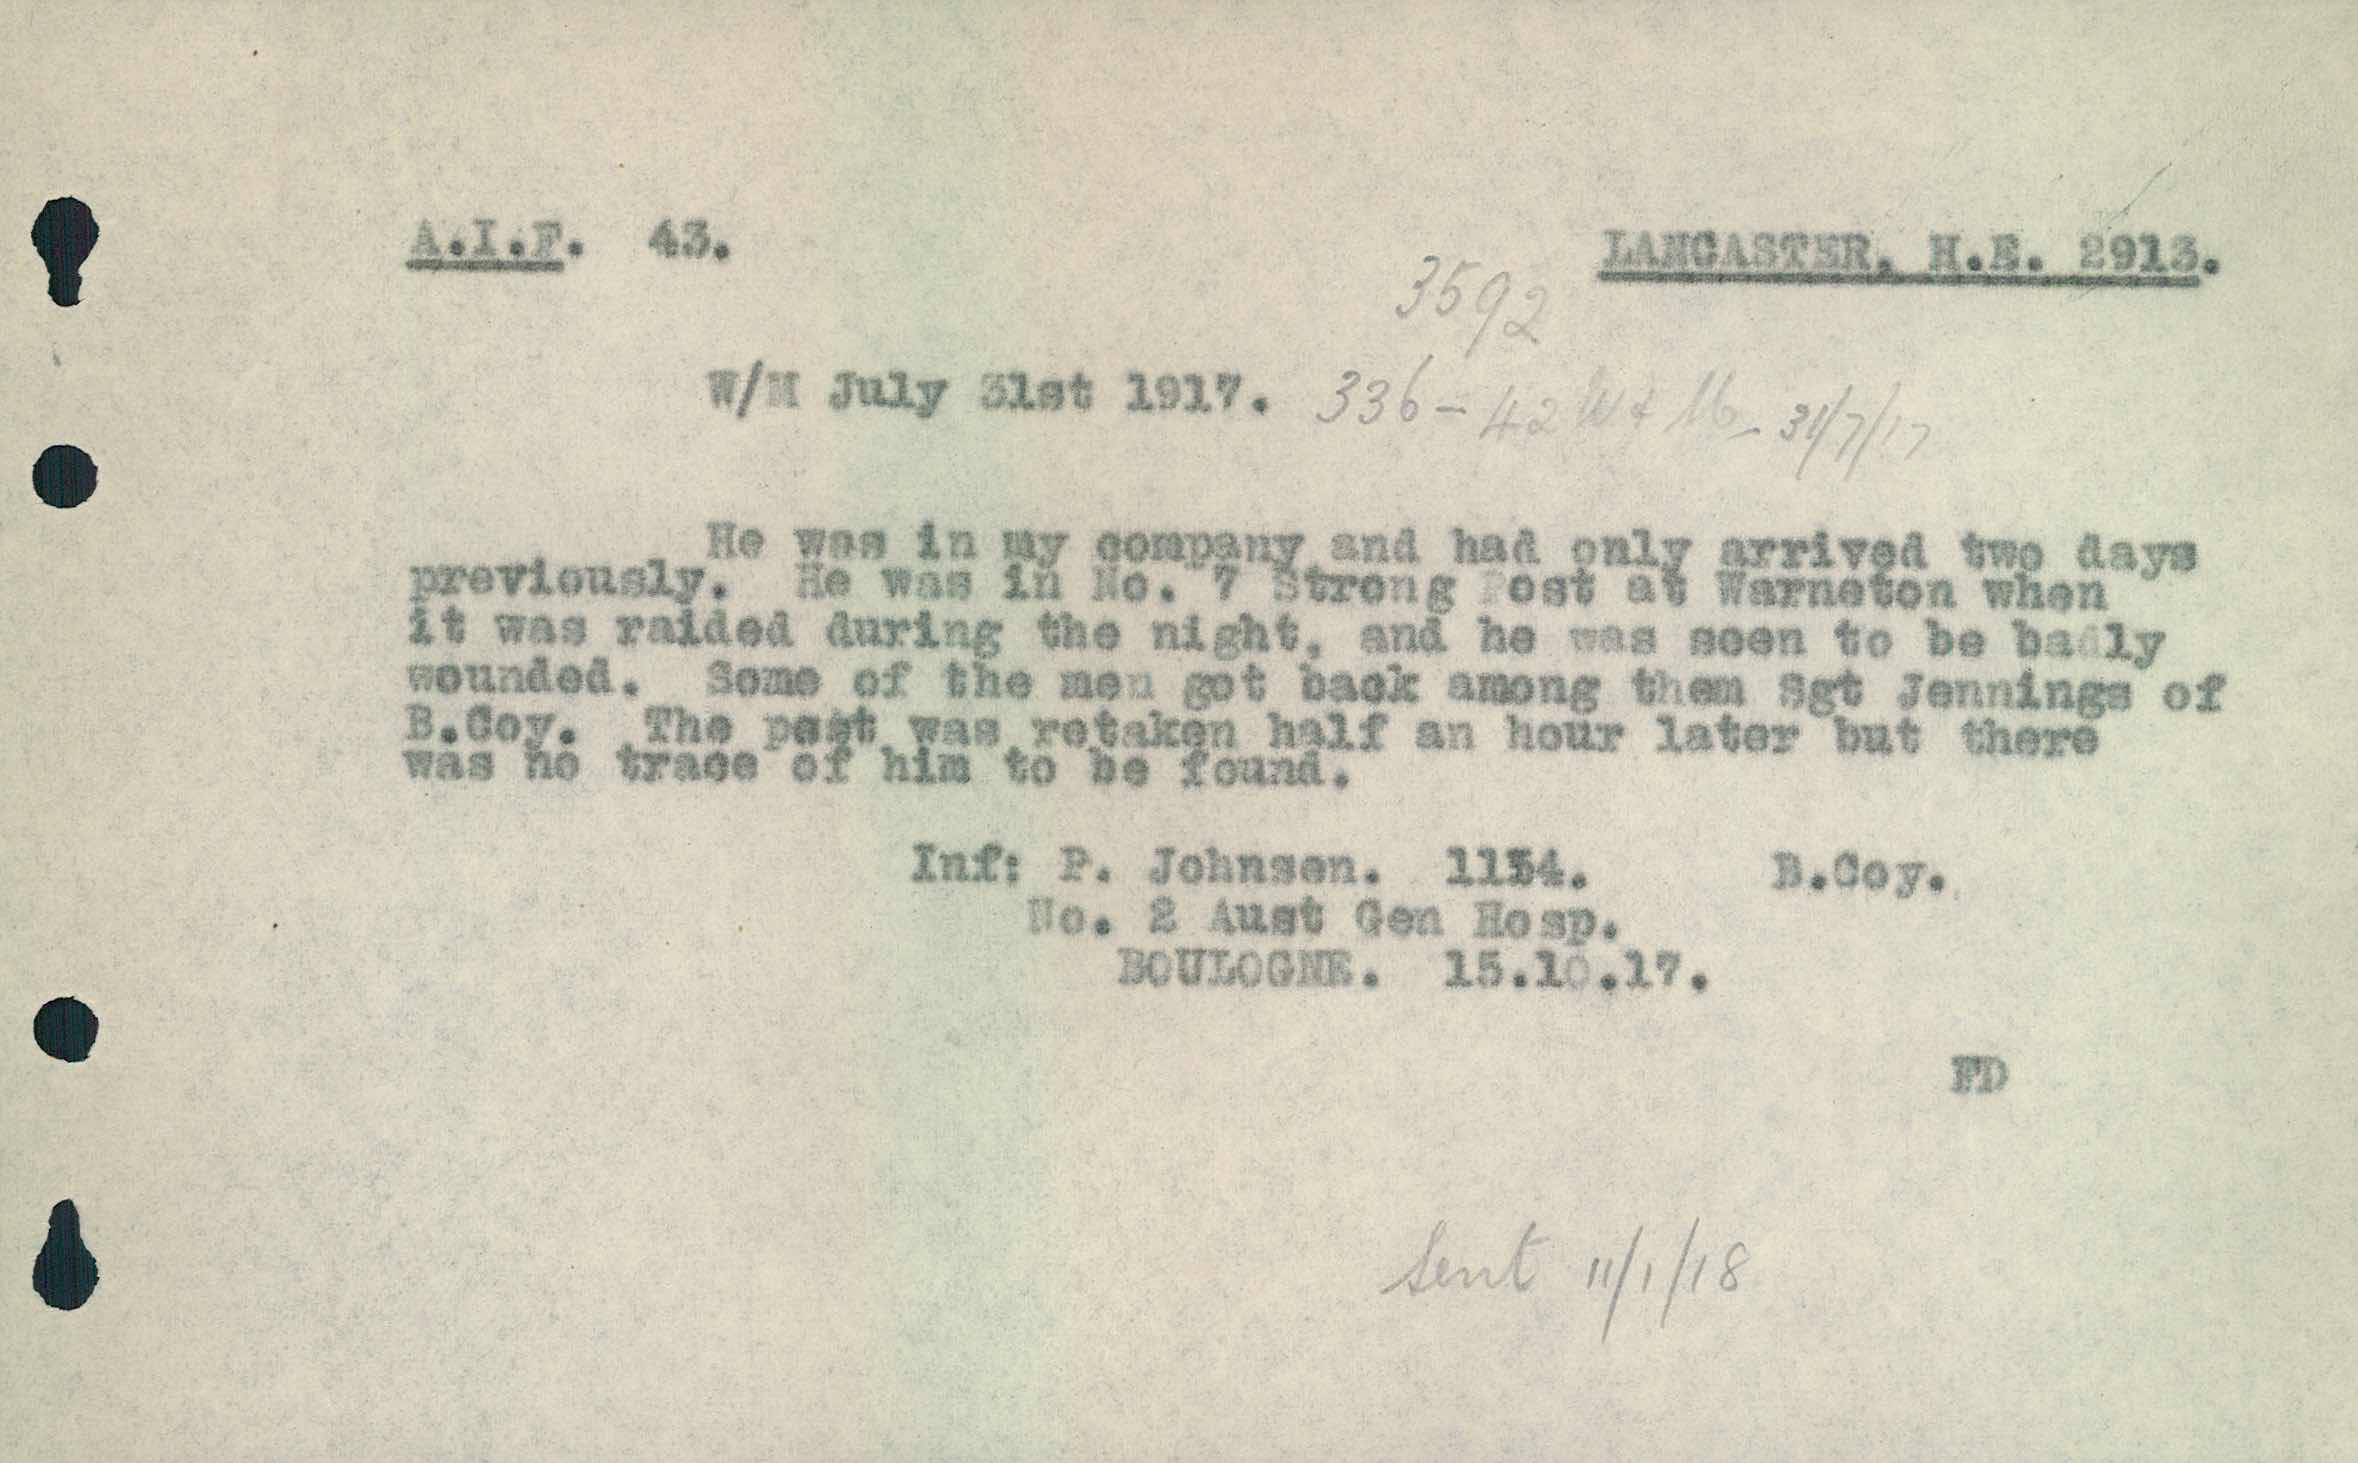 A.I.F. 43.
LANCASTER. H.E. 2913.
3592
W/M July 31st 1917. 336 - 42 W & M - 31/7/17
He was in my company and had only arrived two days
previously. He was in No. 7 Strong Post at Warneton when
it was raided during the night, and he was seen to be badly
wounded. Some of the men got back among them Sgt Jennings of
B.Coy. The post was retaken half an hour later but there
was no trace of him to be found.
Inf: P. Johnsen. 1154. B.Coy.
No. 2 Aust Gen Hosp.
BOULOGNE. 15.10.17.
FD
Sent 11/1/18